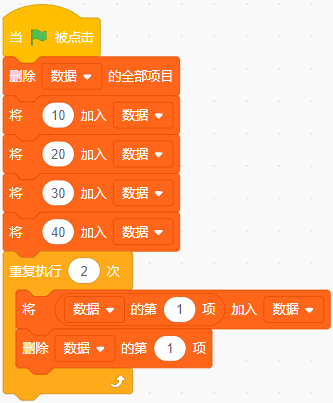 当 被点击
删除 数据 的全部项目
将 10 加入 数据
将 20 加入 数据
将 30 加入 数据
将 40 加入 数据
重复执行 2 次
将 数据 的第 1 项 加入 数据
删除 数据 的第 1 项